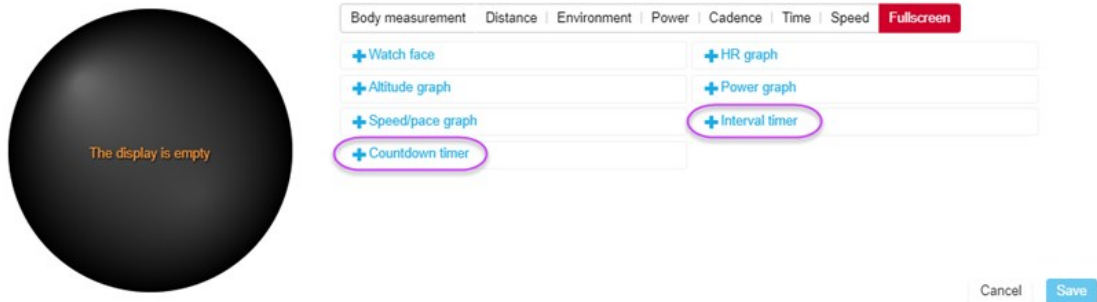 Body measurement Distance Environment Power Cadence Time Speed Fullscreen
Watch face HR graph
Altitude graph Power graph
Speed/pace graph Interval timer
The display is empty Countdown timer
Cancel Save